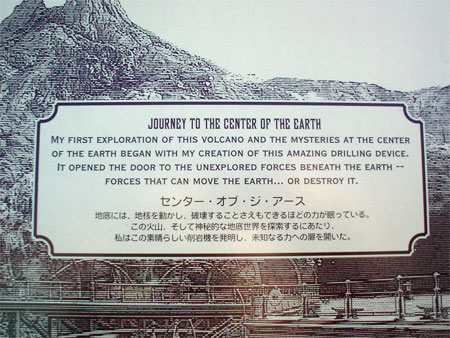 JOURNEY TO THE CENTER OF THE EARTH
MY FIRST EXPLORATION OF THIS VOLCANO AND THE MYSTERIES AT THE CENTER
OF THE EARTH BEGAN WITH MY CREATION OF THIS AMAZING DRILLING DEVICE.
IT OPENED THE DOOR TO THE UNEXPLORED FORCES BENEATH THE EARTH --
FORCES THAT CAN MOVE THE EARTH... OR DESTROY IT.
センター・オブ・ジ・アース
地底には、地核を動かし、破壊することさえもできるほどの力が眠っている。
この火山、そして神秘的な地底世界を探索するにあたり、
私はこの素晴らしい削岩機を発明し、未知なる力への扉を開いた。